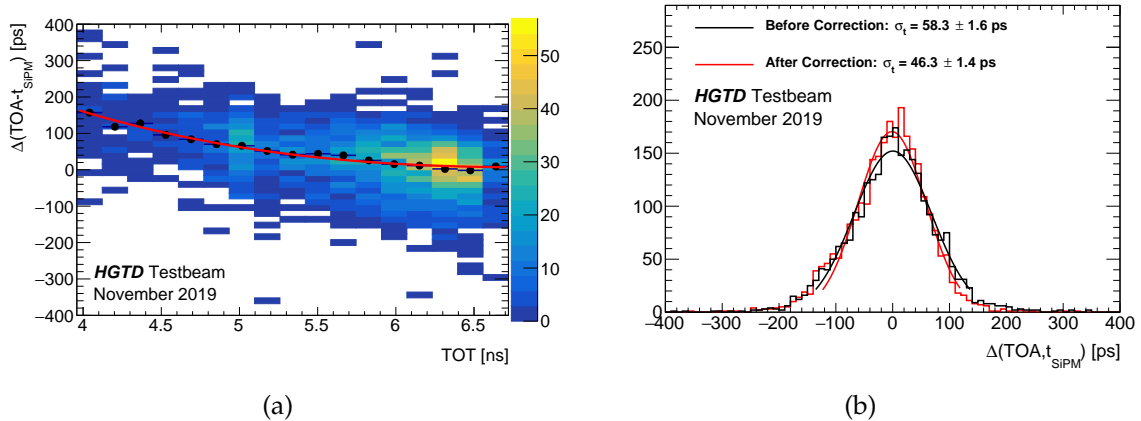 Δ(TOA-t_SiPM) [ps]
400
300
200
100
0
−100
−200
−300
−400
HGTD Testbeam
November 2019
4 4.5 5 5.5 6 6.5
TOT [ns]
50
40
30
20
10
0
(a)
Before Correction: σ_t = 58.3 ± 1.6 ps
After Correction: σ_t = 46.3 ± 1.4 ps
HGTD Testbeam
November 2019
250
200
150
100
50
0
−400 −300 −200 −100 0 100 200 300 400
Δ(TOA,t_SiPM) [ps]
(b)